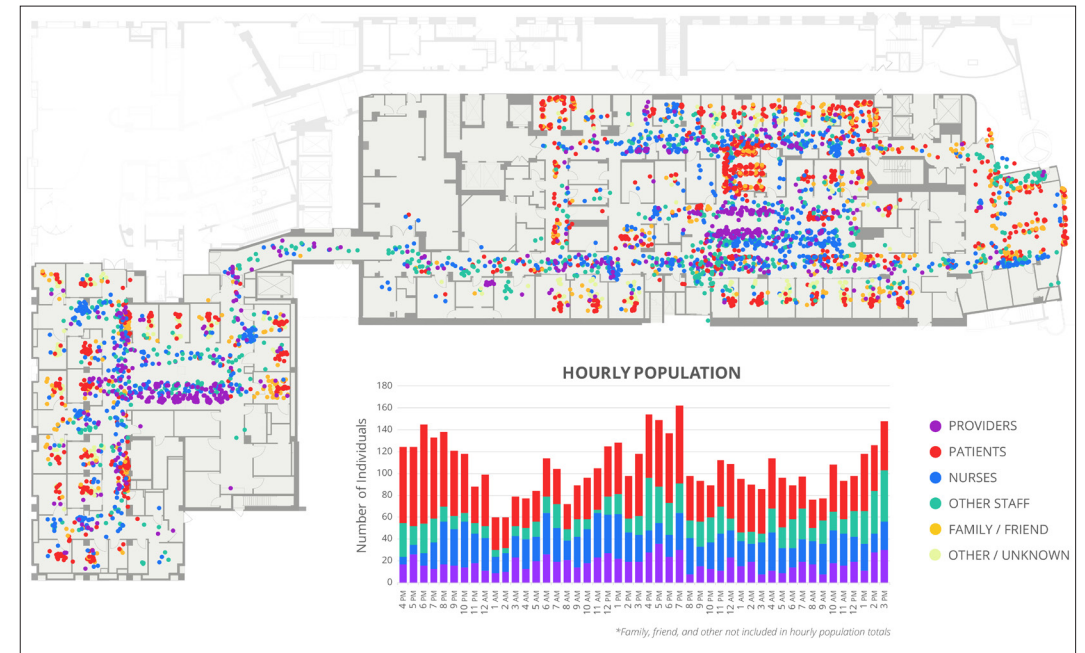 HOURLY POPULATION
Number of Individuals
180
160
140
120
100
80
60
40
20
0
4 PM
5 PM
6 PM
7 PM
8 PM
9 PM
10 PM
11 PM
12 AM
1 AM
2 AM
3 AM
4 AM
5 AM
6 AM
7 AM
8 AM
9 AM
10 AM
11 AM
12 PM
1 PM
2 PM
3 PM
4 PM
5 PM
6 PM
7 PM
8 PM
9 PM
10 PM
11 PM
12 AM
1 AM
2 AM
3 AM
4 AM
5 AM
6 AM
7 AM
8 AM
9 AM
10 AM
11 AM
12 PM
1 PM
2 PM
3 PM
PROVIDERS
PATIENTS
NURSES
OTHER STAFF
FAMILY / FRIEND
OTHER / UNKNOWN
*Family, friend, and other not included in hourly population totals